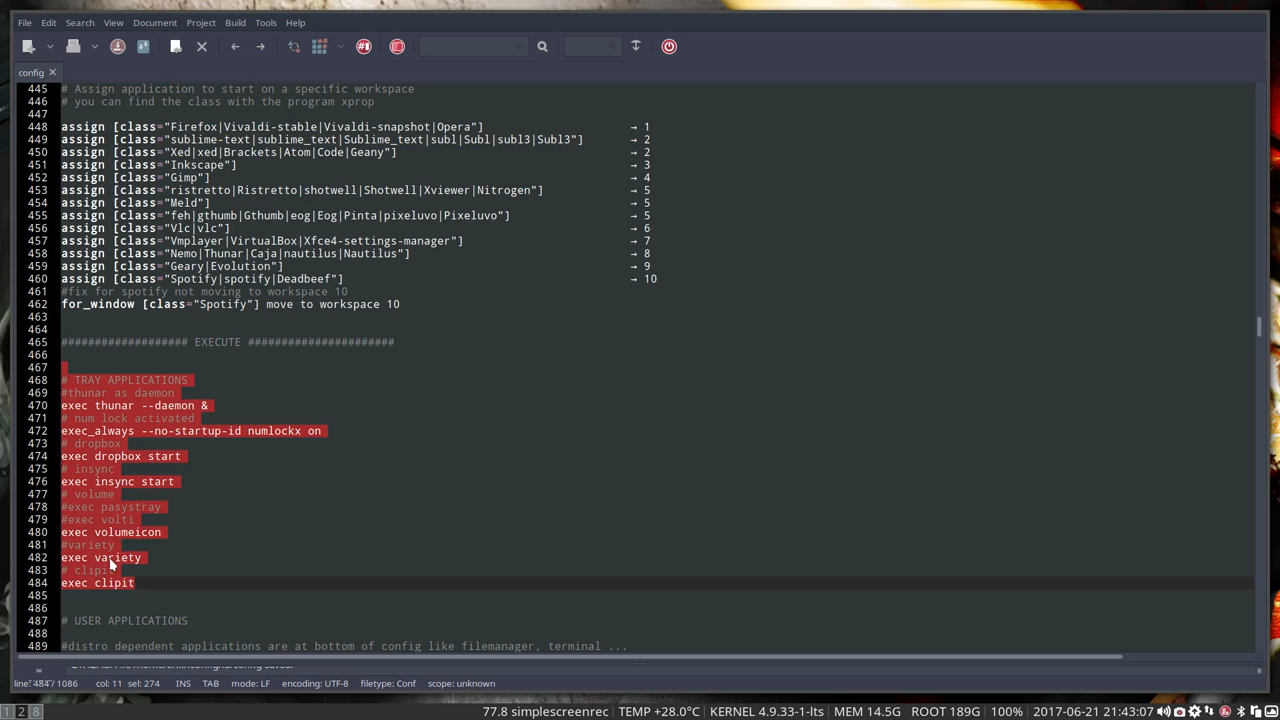 File Edit Search View Document Project Build Tools Help
config
445 # Assign application to start on a specific workspace
446 # you can find the class with the program xprop
447
448 assign [class="Firefox|Vivaldi-stable|Vivaldi-snapshot|Opera"] → 1
449 assign [class="sublime-text|sublime_text|Sublime_text|subl|Subl|subl3|Subl3"] → 2
450 assign [class="Xed|xed|Brackets|Atom|Code|Geany"] → 2
451 assign [class="Inkscape"] → 3
452 assign [class="Gimp"] → 4
453 assign [class="ristretto|Ristretto|shotwell|Shotwell|Xviewer|Nitrogen"] → 5
454 assign [class="Meld"] → 5
455 assign [class="feh|gthumb|Gthumb|eog|Eog|Pinta|pixeluvo|Pixeluvo"] → 5
456 assign [class="Vlc|vlc"] → 6
457 assign [class="Vmplayer|VirtualBox|Xfce4-settings-manager"] → 7
458 assign [class="Nemo|Thunar|Caja|nautilus|Nautilus"] → 8
459 assign [class="Geary|Evolution"] → 9
460 assign [class="Spotify|spotify|Deadbeef"] → 10
461 #fix for spotify not moving to workspace 10
462 for_window [class="Spotify"] move to workspace 10
463
464
465 ################### EXECUTE ######################
466
467
468 # TRAY APPLICATIONS
469 #thunar as daemon
470 exec thunar --daemon &
471 # num lock activated
472 exec_always --no-startup-id numlockx on
473 # dropbox
474 exec dropbox start
475 # insync
476 exec insync start
477 # volume
478 #exec pasystray
479 #exec volti
480 exec volumeicon
481 #variety
482 exec variety
483 # clipit
484 exec clipit
485
486
487 # USER APPLICATIONS
488
489 #distro dependent applications are at bottom of config like filemanager, terminal ...
line: 484 / 1086 col: 11 sel: 274 INS TAB mode: LF encoding: UTF-8 filetype: Conf scope: unknown
1 2 8 77.8 simplescreenrec TEMP +28.0°C KERNEL 4.9.33-1-lts MEM 14.5G ROOT 189G 100% 2017-06-21 21:43:07